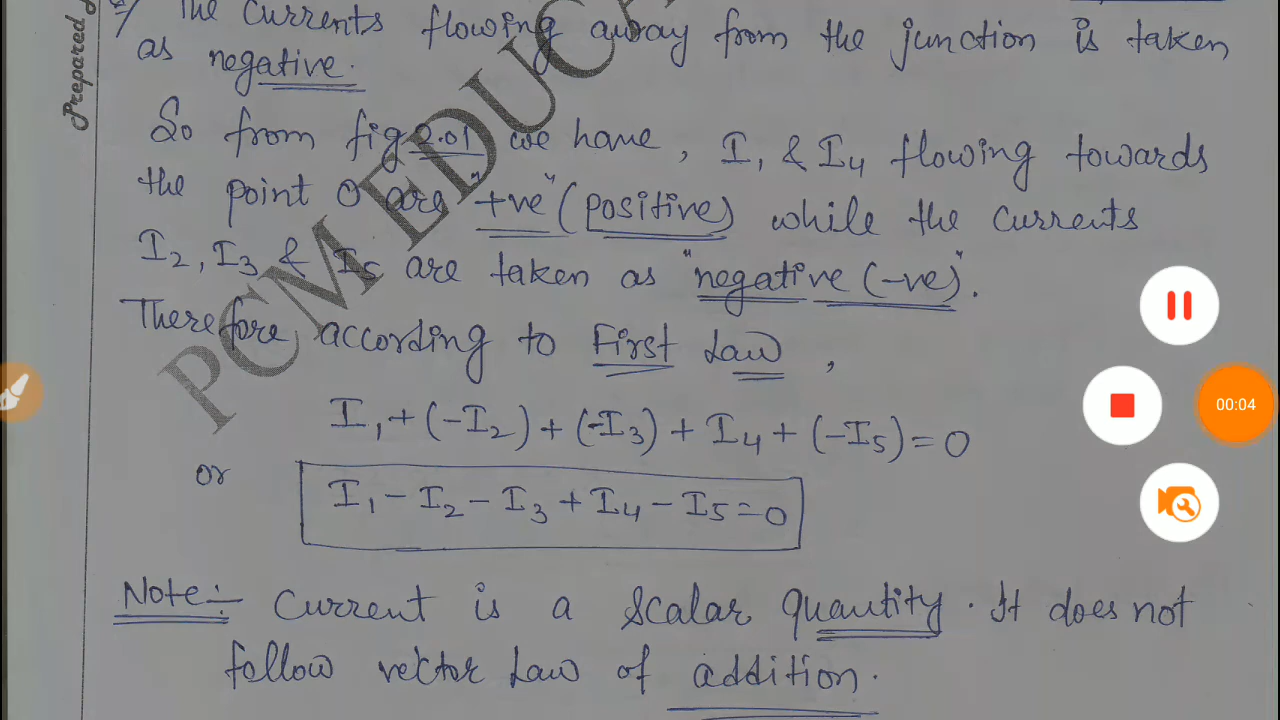 Prepared
2/ The Currents flowing away from the junction is taken
as negative.
So from fig 2.01 we have, I1 & I4 flowing towards
the point O are "+ve" (positive) while the currents
I2, I3 & I5 are taken as "negative (-ve)".
Therefore, according to First Law,
I1 + (-I2) + (-I3) + I4 + (-I5) = 0
or
I1 - I2 - I3 + I4 - I5 = 0
Note:- Current is a scalar quantity. It does not
follow vector Law of addition.
PCM EDUC
00:04